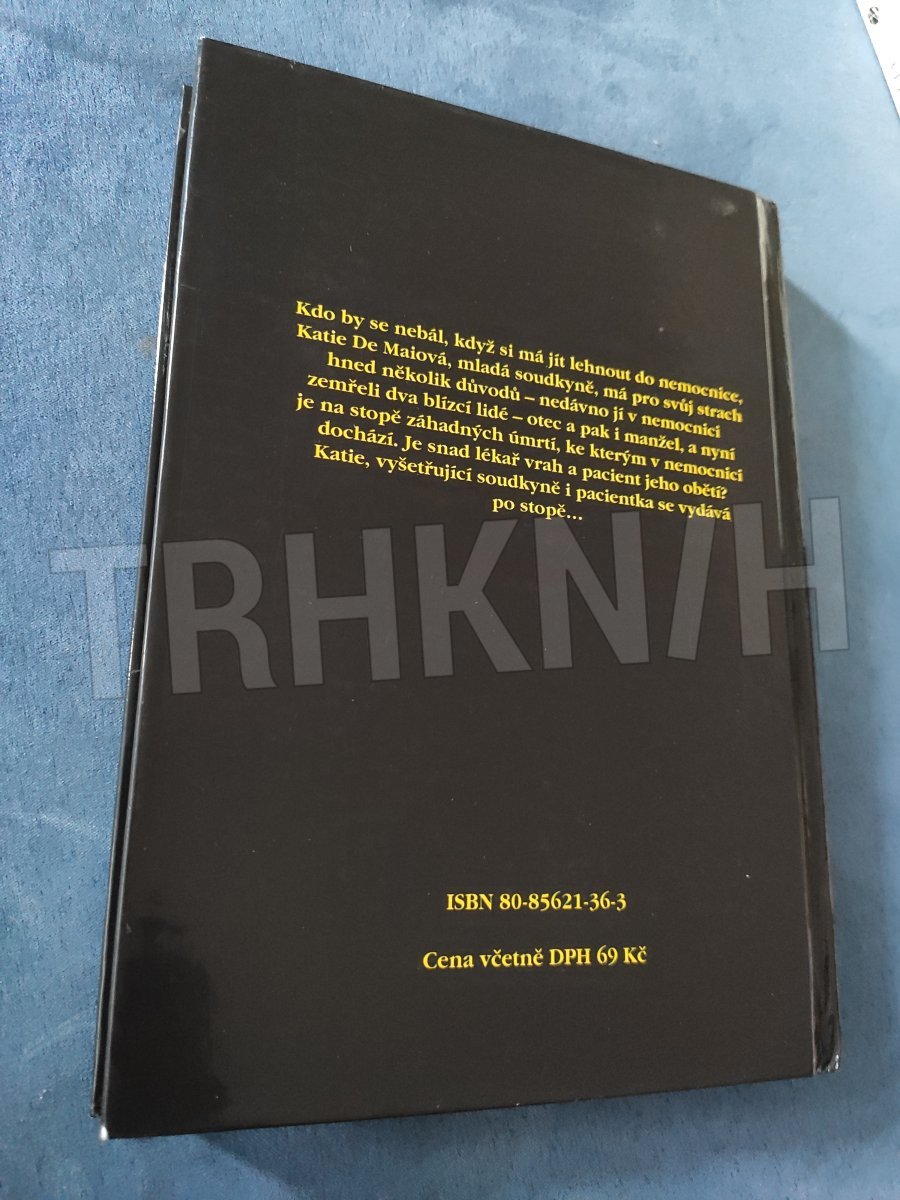 Kdo by se nebál, když si má jít lehnout do nemocnice,
Katie De Maiová, mladá soudkyně, má pro svůj strach
hned několik důvodů – nedávno jí v nemocnici
zemřeli dva blízcí lidé – otec a pak i manžel, a nyní
je na stopě záhadných úmrtí, ke kterým v nemocnici
dochází. Je snad lékař vrah a pacient jeho obětí?
Katie, vyšetřující soudkyně i pacientka se vydává
po stopě...
TRHKN/H
ISBN 80-85621-36-3
Cena včetně DPH 69 Kč